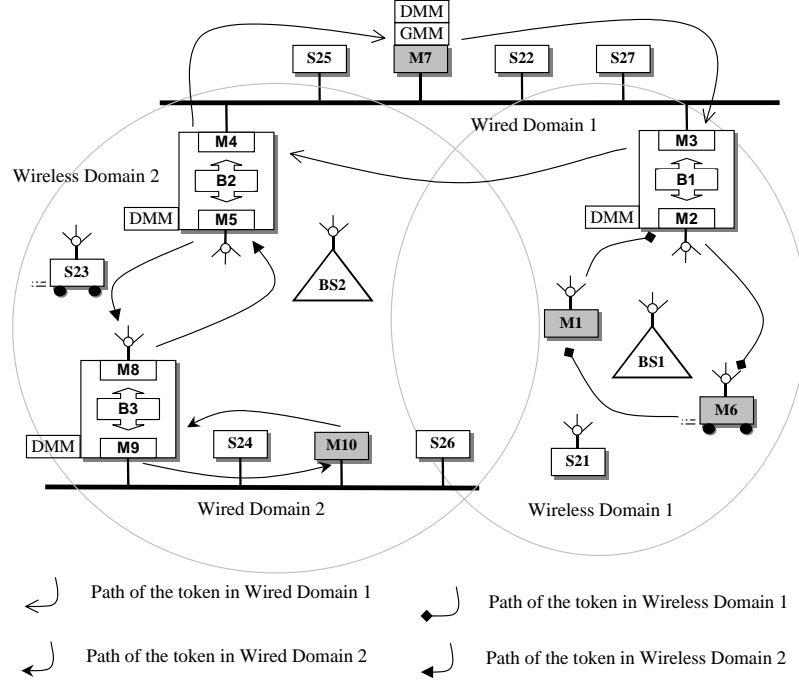 DMM
GMM
M7
S25
S22
S27
Wired Domain 1
M4
B2
M5
DMM
Wireless Domain 2
M3
B1
M2
DMM
S23
BS2
M1
BS1
M6
M8
B3
M9
DMM
S24
M10
S26
S21
Wired Domain 2
Wireless Domain 1
Path of the token in Wired Domain 1
Path of the token in Wireless Domain 1
Path of the token in Wired Domain 2
Path of the token in Wireless Domain 2